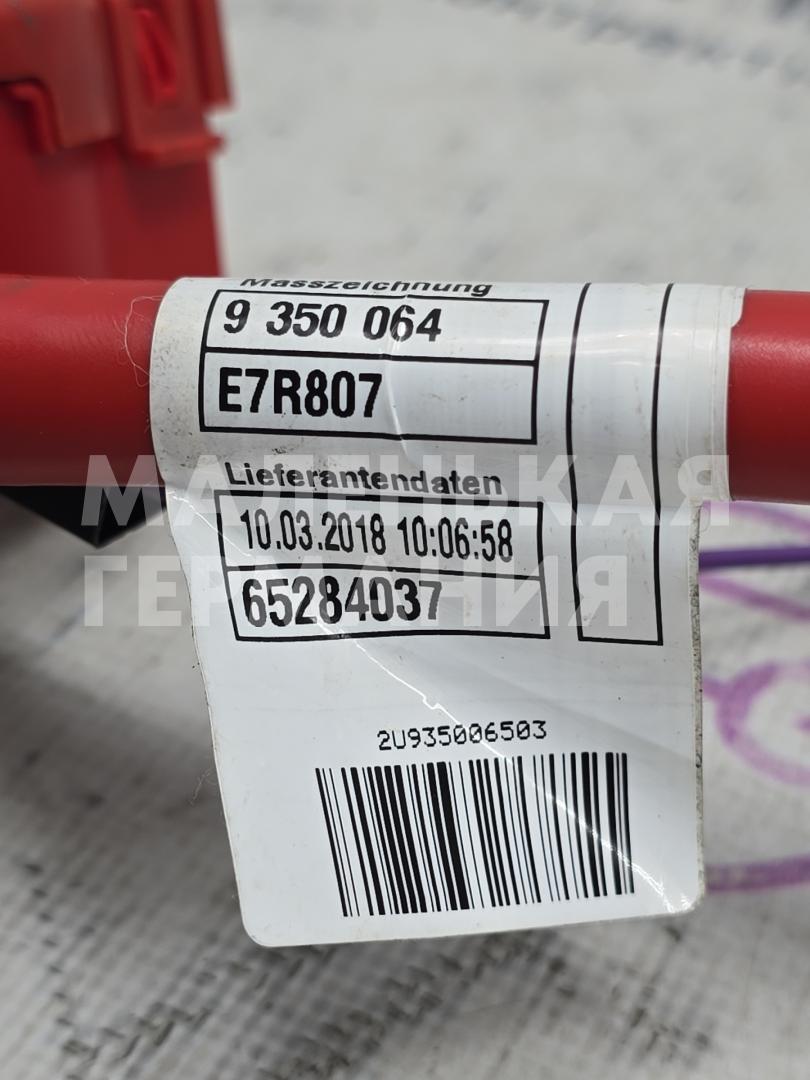 Masszeichnung
9 350 064
E7R807
Lieferantendaten
10.03.2018 10:06:58
65284037
2U935006503
МАЛЕНЬКАЯ
ГЕРМАНИЯ